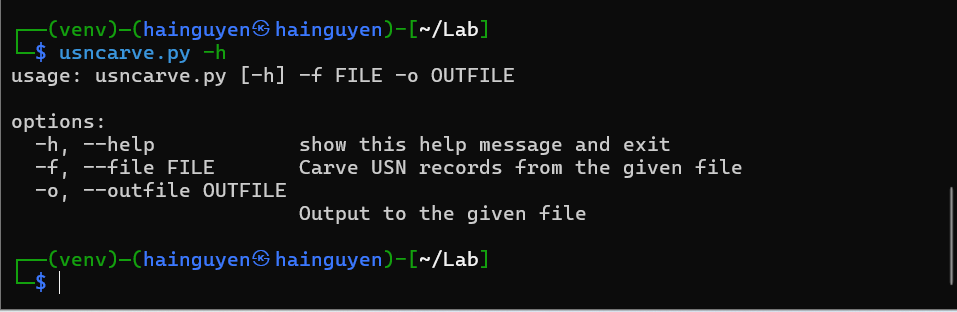 ┌──(venv)─(hainguyen㉿hainguyen)-[~/Lab]
└─$ usncarve.py -h
usage: usncarve.py [-h] -f FILE -o OUTFILE

options:
  -h, --help            show this help message and exit
  -f, --file FILE       Carve USN records from the given file
  -o, --outfile OUTFILE
                        Output to the given file

┌──(venv)─(hainguyen㉿hainguyen)-[~/Lab]
└─$